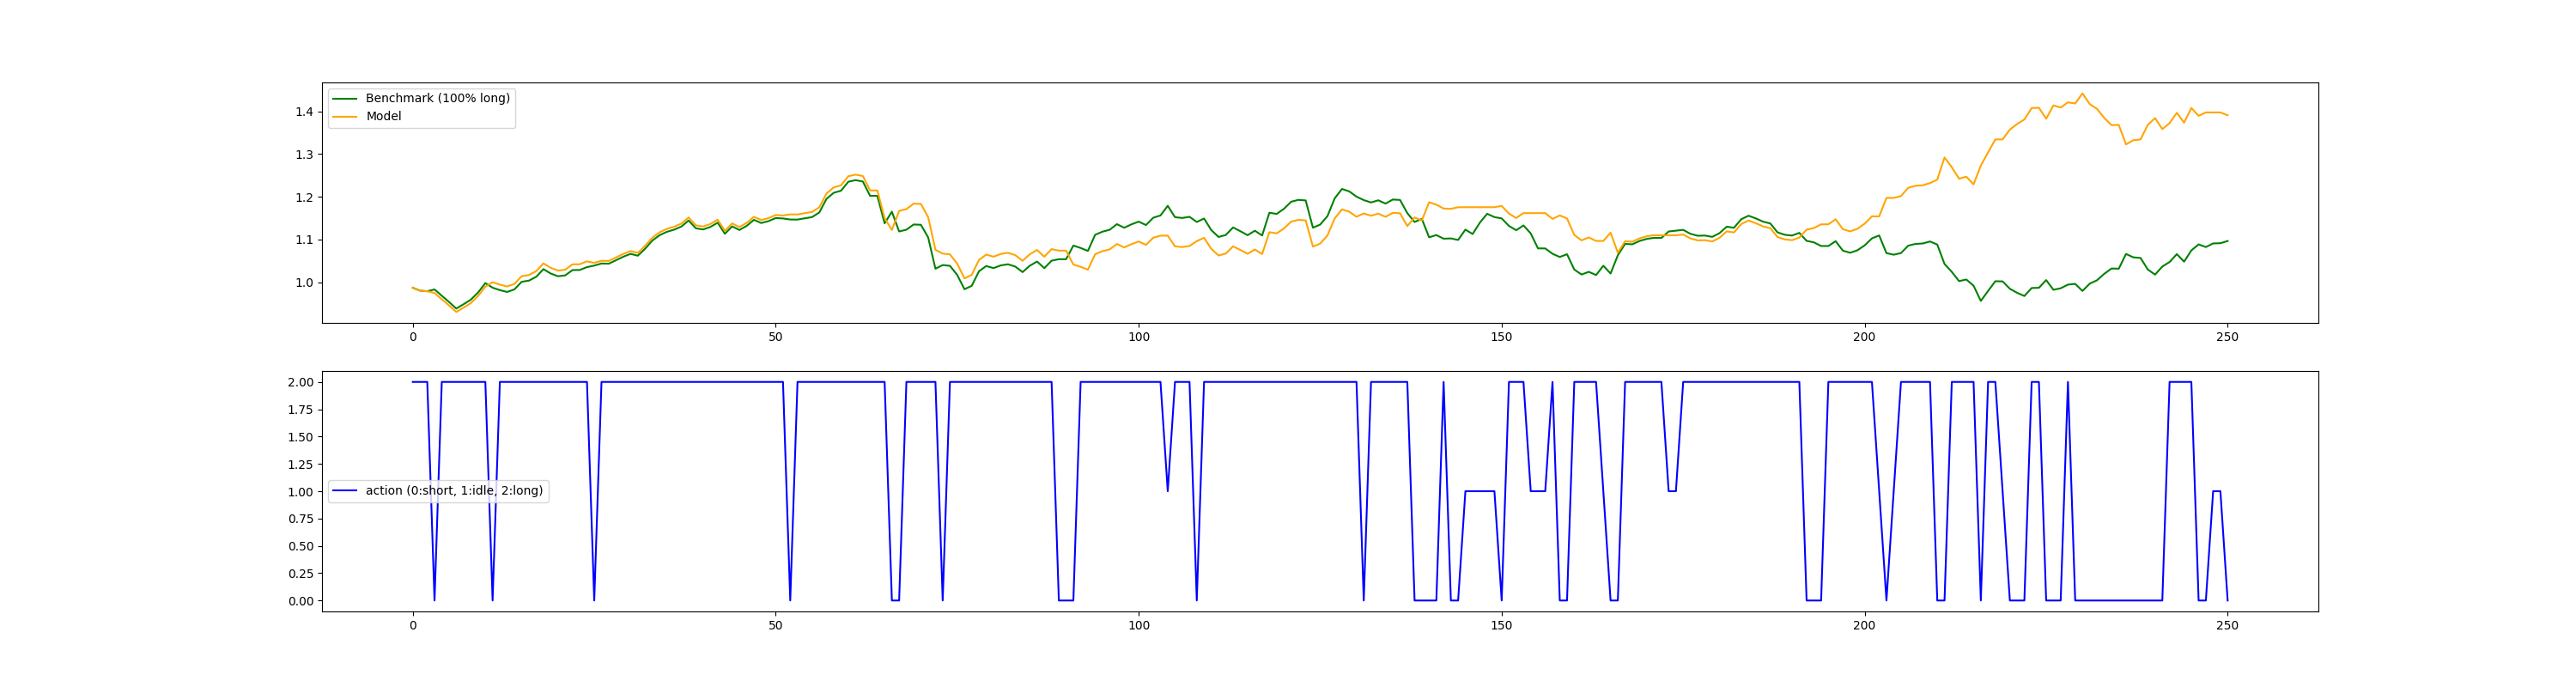 Benchmark (100% long)
Model
1.4
1.3
1.2
1.1
1.0
0 50 100 150 200 250
2.00
1.75
1.50
1.25
1.00
0.75
0.50
0.25
0.00
action (0:short, 1:idle, 2:long)
0 50 100 150 200 250